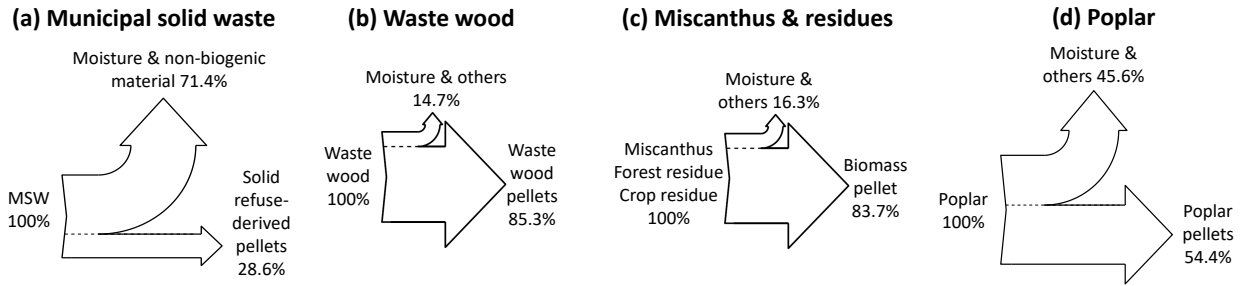 (a) Municipal solid waste
Moisture & non-biogenic
material 71.4%
MSW
100%
Solid
refuse-
derived
pellets
28.6%
(b) Waste wood
Moisture & others
14.7%
Waste
wood
100%
Waste
wood
pellets
85.3%
(c) Miscanthus & residues
Moisture &
others 16.3%
Miscanthus
Forest residue
Crop residue
100%
Biomass
pellet
83.7%
(d) Poplar
Moisture &
others 45.6%
Poplar
100%
Poplar
pellets
54.4%